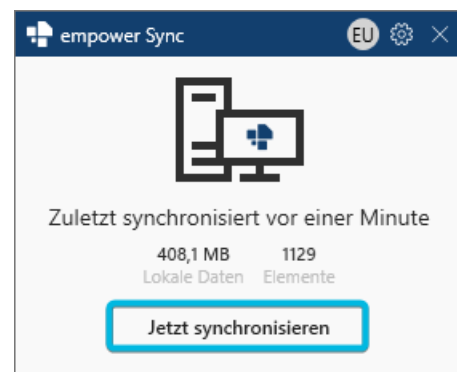 empower Sync EU
Zuletzt synchronisiert vor einer Minute
408,1 MB 1129
Lokale Daten Elemente
Jetzt synchronisieren